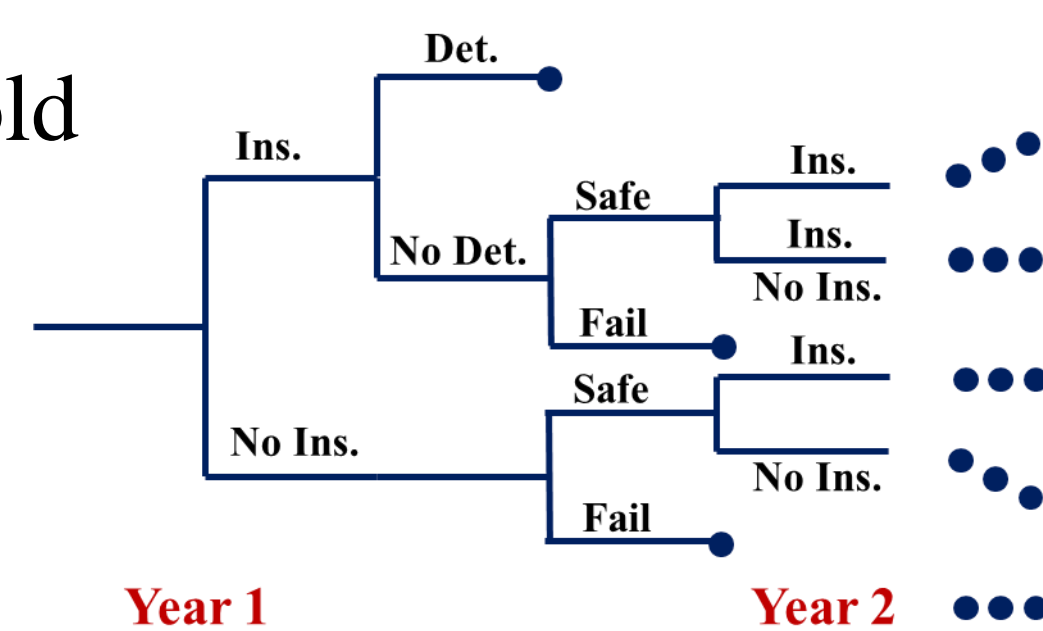 Det.
old
Ins.
Ins.
Safe
Ins.
No Det.
No Ins.
Fail
Ins.
Safe
No Ins.
No Ins.
Fail
Year 1
Year 2